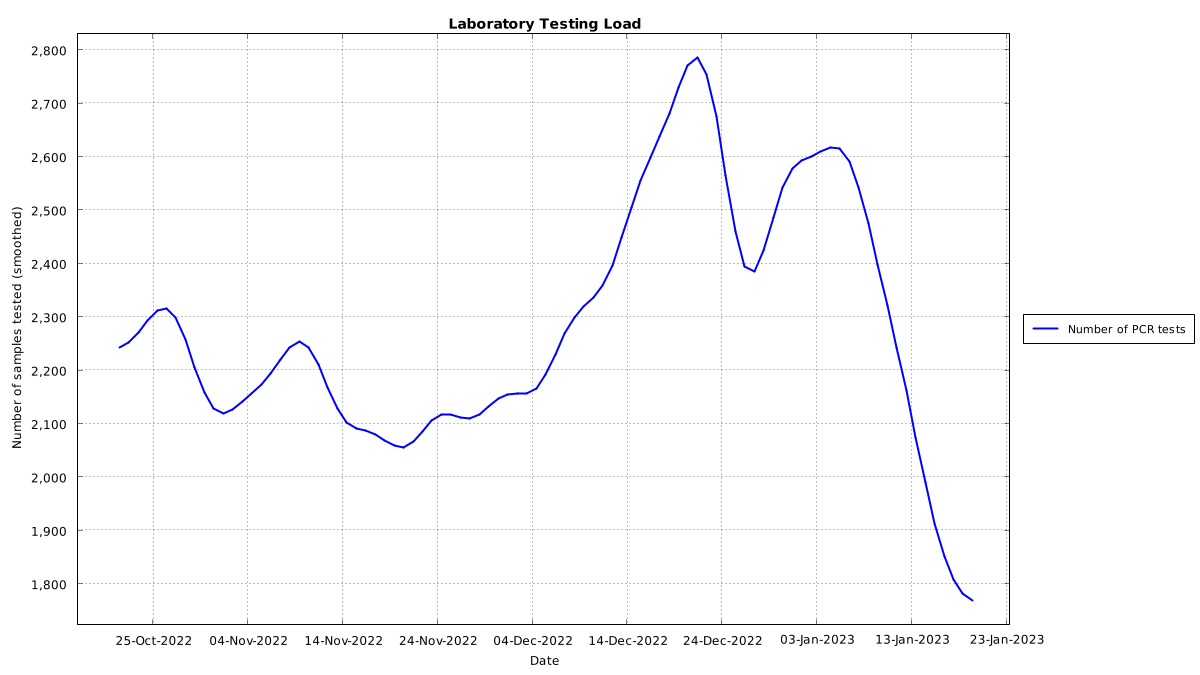 Laboratory Testing Load
2,800
2,700
2,600
2,500
2,400
2,300
2,200
2,100
2,000
1,900
1,800
Number of samples tested (smoothed)
25-Oct-2022
04-Nov-2022
14-Nov-2022
24-Nov-2022
04-Dec-2022
14-Dec-2022
24-Dec-2022
03-Jan-2023
13-Jan-2023
23-Jan-2023
Date
Number of PCR tests